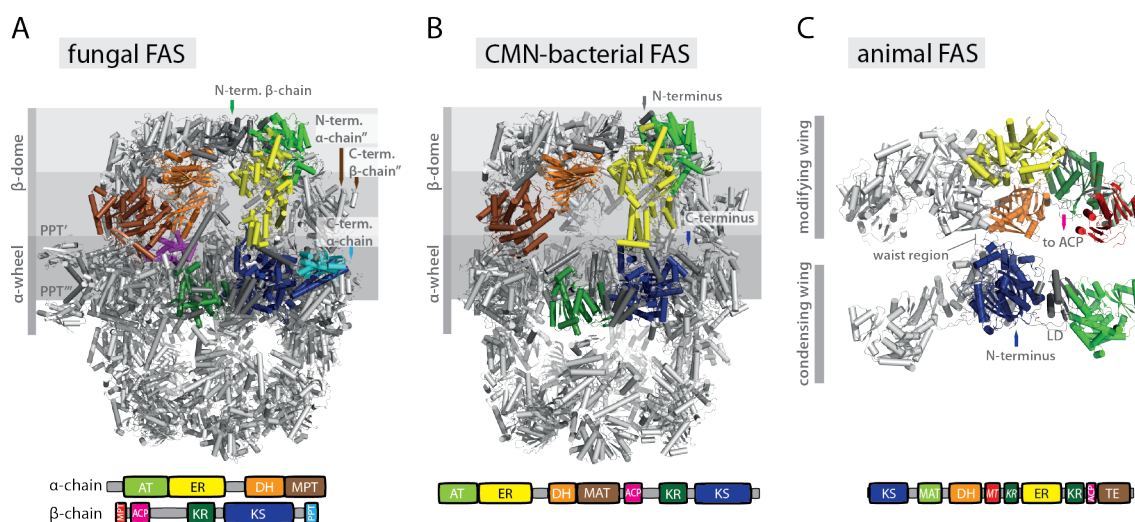 A
fungal FAS
N-term. β-chain
N-term.
α-chain″
C-term.
β-chain″
C-term.
α-chain
β-dome
PPT′
α-wheel
PPT‴
α-chain
AT
ER
DH
MPT
β-chain
MPT
ACP
KR
KS
PPT
B
CMN-bacterial FAS
N-terminus
C-terminus
β-dome
α-wheel
AT
ER
DH
MAT
ACP
KR
KS
C
animal FAS
modifying wing
to ACP
waist region
condensing wing
LD
N-terminus
KS
MAT
DH
MT
KR
ER
KR
ACP
TE